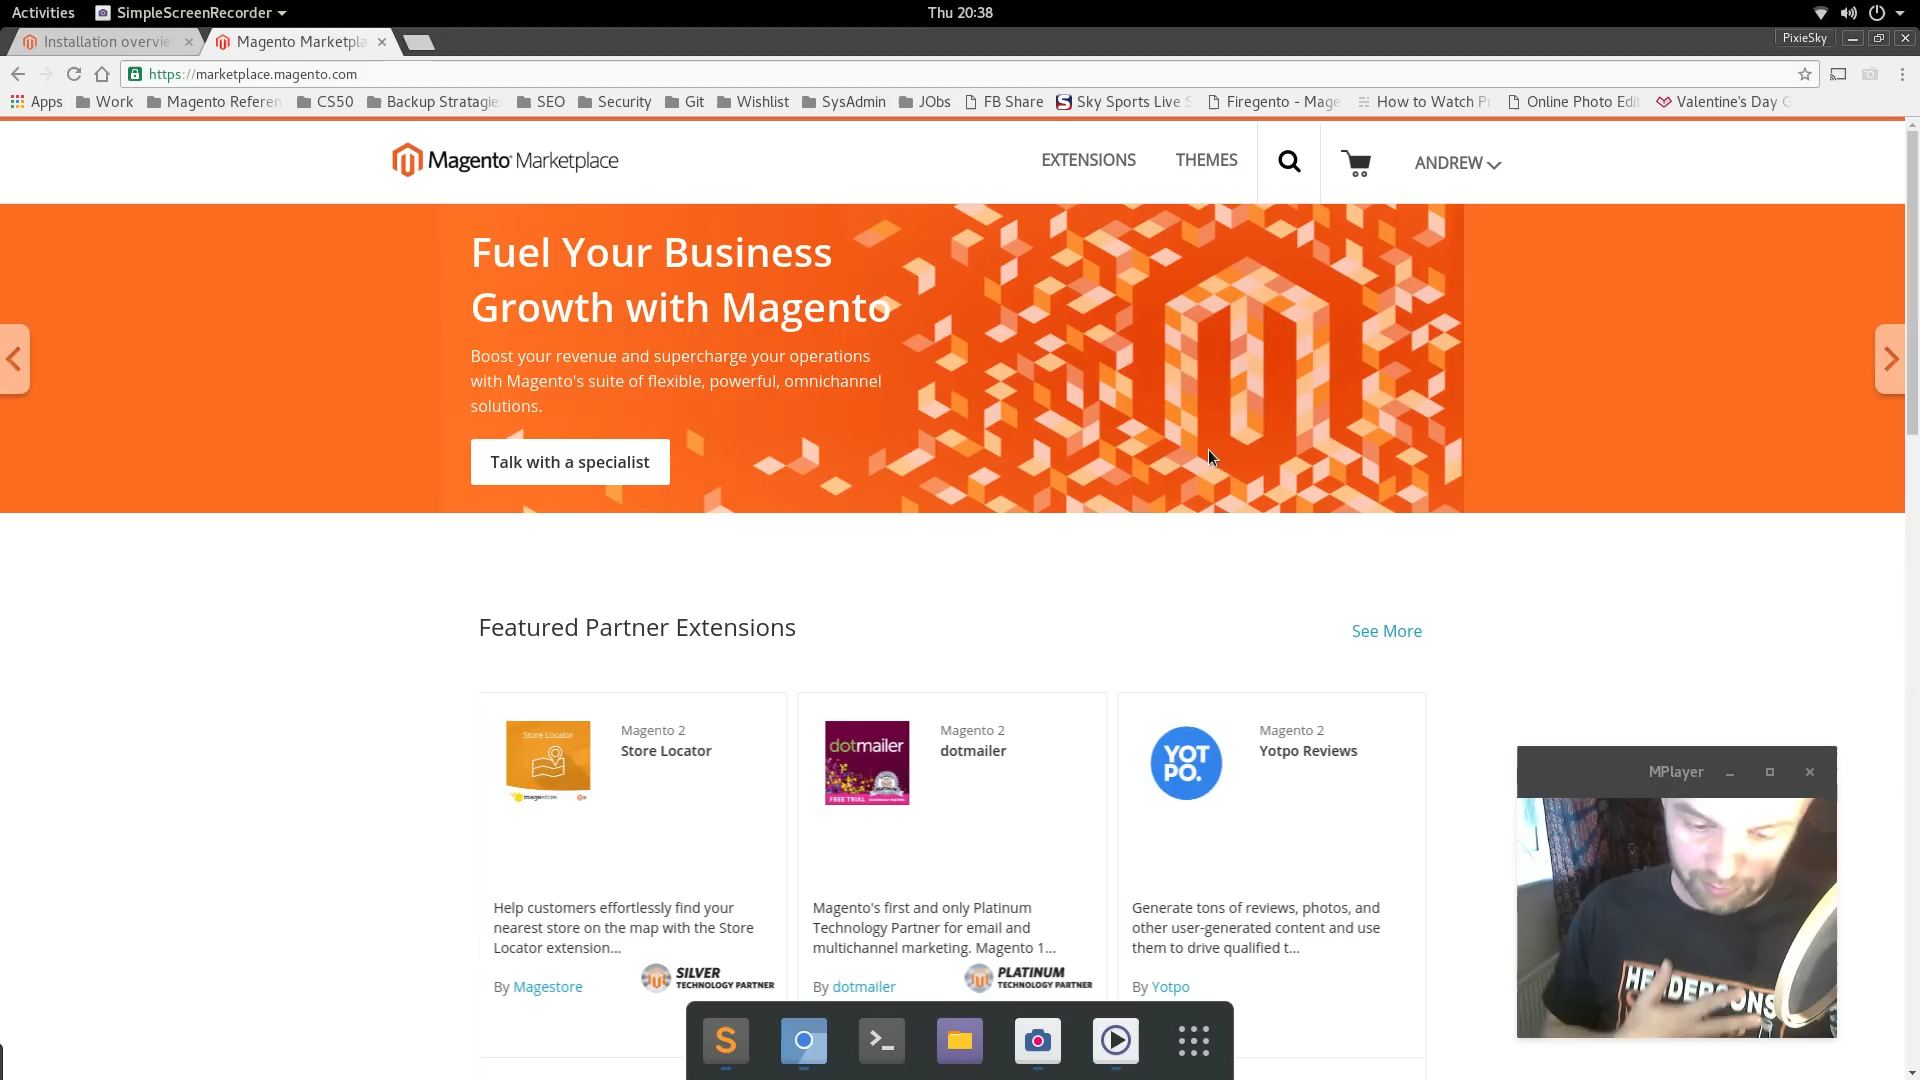 Activities SimpleScreenRecorder Thu 20:38
Installation overvie Magento Marketpla PixieSky
https://marketplace.magento.com
Apps Work Magento Referen CS50 Backup Stratagie SEO Security Git Wishlist SysAdmin JObs FB Share Sky Sports Live S Firegento - Mage How to Watch Pr Online Photo Edit Valentine's Day G
Magento Marketplace EXTENSIONS THEMES ANDREW
Fuel Your Business
Growth with Magento
Boost your revenue and supercharge your operations
with Magento's suite of flexible, powerful, omnichannel
solutions.
Talk with a specialist
Featured Partner Extensions See More
Store Locator
magestore
Magento 2
Store Locator
Help customers effortlessly find your
nearest store on the map with the Store
Locator extension...
By Magestore
SILVER
TECHNOLOGY PARTNER
dotmailer
FREE TRIAL
Magento 2
dotmailer
Magento's first and only Platinum
Technology Partner for email and
multichannel marketing. Magento 1...
By dotmailer
PLATINUM
TECHNOLOGY PARTNER
YOT
PO.
Magento 2
Yotpo Reviews
Generate tons of reviews, photos, and
other user-generated content and use
them to drive qualified t...
By Yotpo
MPlayer